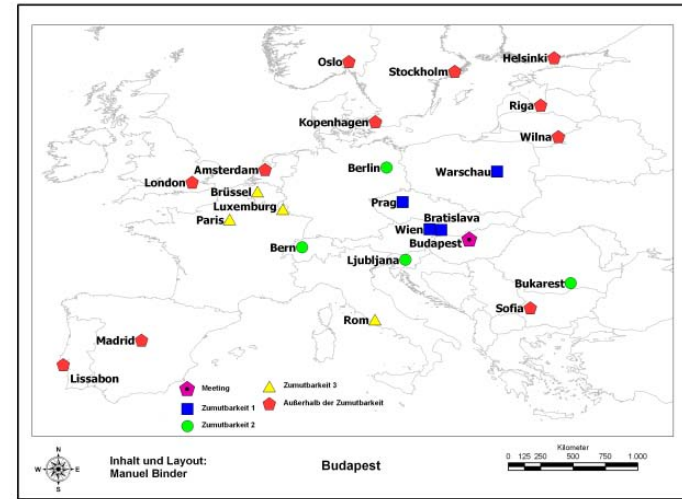 Oslo
Stockholm
Helsinki
Riga
Kopenhagen
Wilna
Amsterdam
Berlin
Warschau
London
Brüssel
Luxemburg
Prag
Paris
Bratislava
Wien
Budapest
Bern
Ljubljana
Bukarest
Sofia
Rom
Madrid
Lissabon
Meeting
Zumutbarkeit 3
Zumutbarkeit 1
Außerhalb der Zumutbarkeit
Zumutbarkeit 2
N
W E
S
Inhalt und Layout:
Manuel Binder
Budapest
Kilometer
0 125 250 500 750 1.000